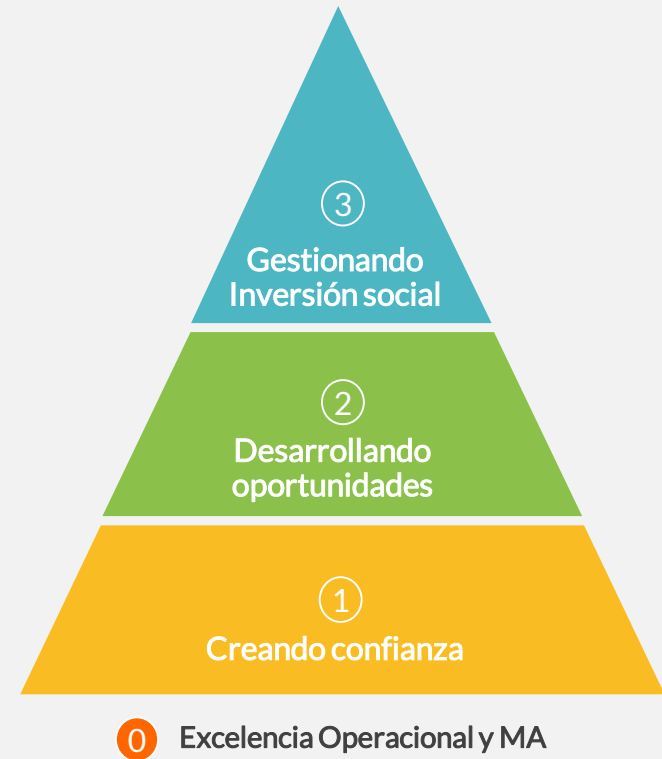 3
Gestionando
Inversión social
2
Desarrollando
oportunidades
1
Creando confianza
0 Excelencia Operacional y MA